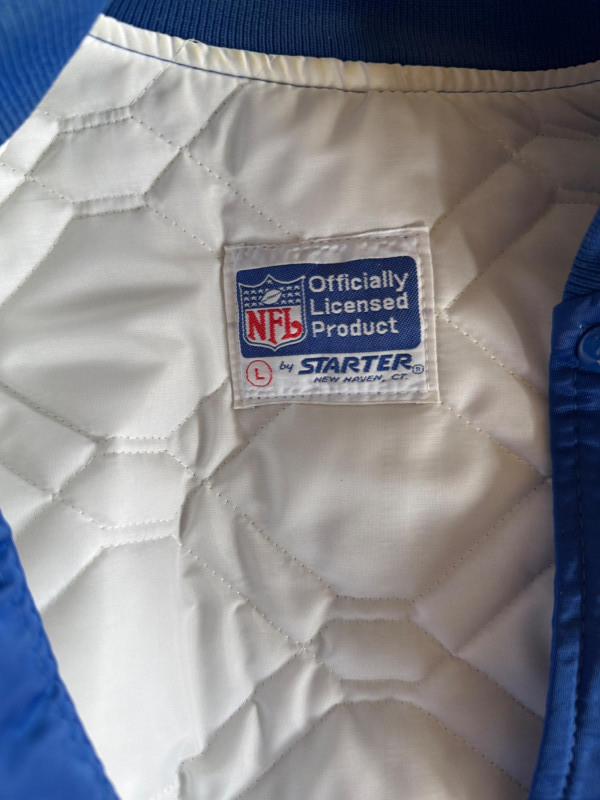 Officially
Licensed
Product
NFL
L by STARTER®
NEW HAVEN, CT.